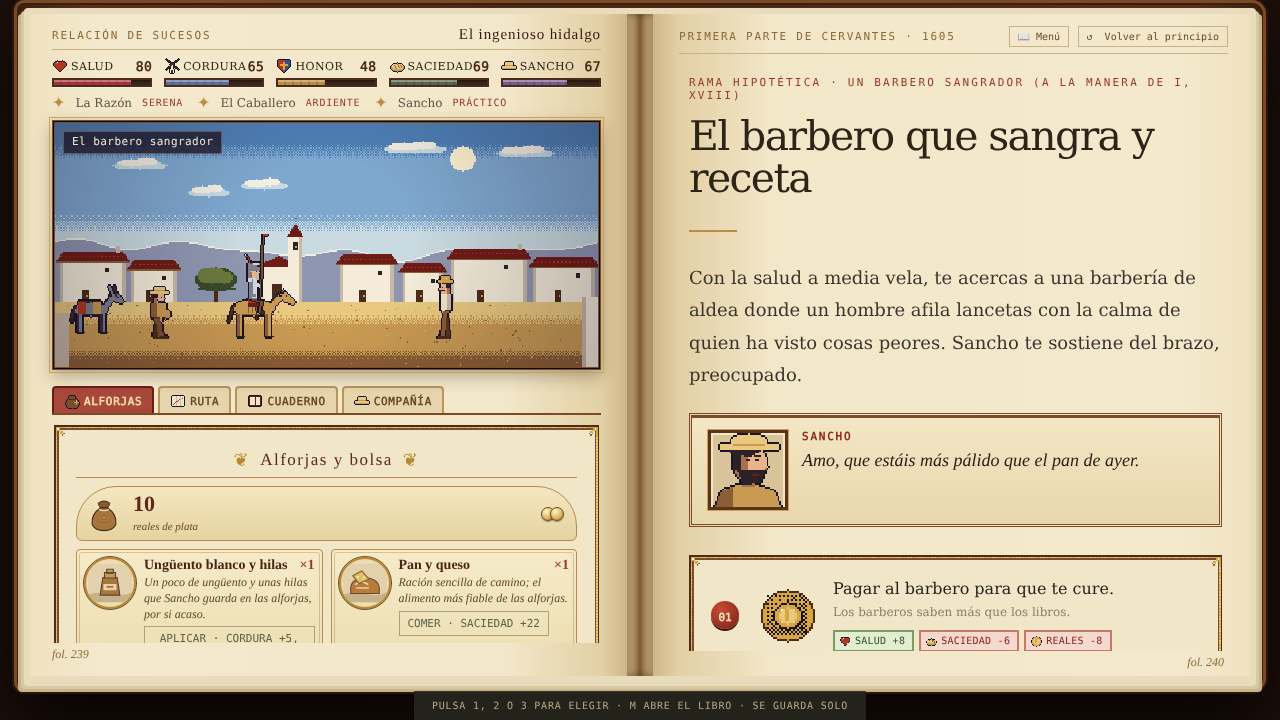 RELACIÓN DE SUCESOS
El ingenioso hidalgo
SALUD 80
CORDURA 65
HONOR 48
SACIEDAD 69
SANCHO 67
La Razón SERENA
El Caballero ARDIENTE
Sancho PRÁCTICO
El barbero sangrador
ALFORJAS
RUTA
CUADERNO
COMPAÑÍA
Alforjas y bolsa
10
reales de plata
Ungüento blanco y hilas ×1
Un poco de ungüento y unas hilas
que Sancho guarda en las alforjas,
por si acaso.
APLICAR · CORDURA +5,
Pan y queso ×1
Ración sencilla de camino; el
alimento más fiable de las alforjas.
COMER · SACIEDAD +22
fol. 239
PRIMERA PARTE DE CERVANTES · 1605
Menú
↺ Volver al principio
RAMA HIPOTÉTICA · UN BARBERO SANGRADOR (A LA MANERA DE I,
XVIII)
El barbero que sangra y
receta
Con la salud a media vela, te acercas a una barbería de
aldea donde un hombre afila lancetas con la calma de
quien ha visto cosas peores. Sancho te sostiene del brazo,
preocupado.
SANCHO
Amo, que estáis más pálido que el pan de ayer.
01
Pagar al barbero para que te cure.
Los barberos saben más que los libros.
SALUD +8
SACIEDAD -6
REALES -8
fol. 240
PULSA 1, 2 O 3 PARA ELEGIR · M ABRE EL LIBRO · SE GUARDA SOLO